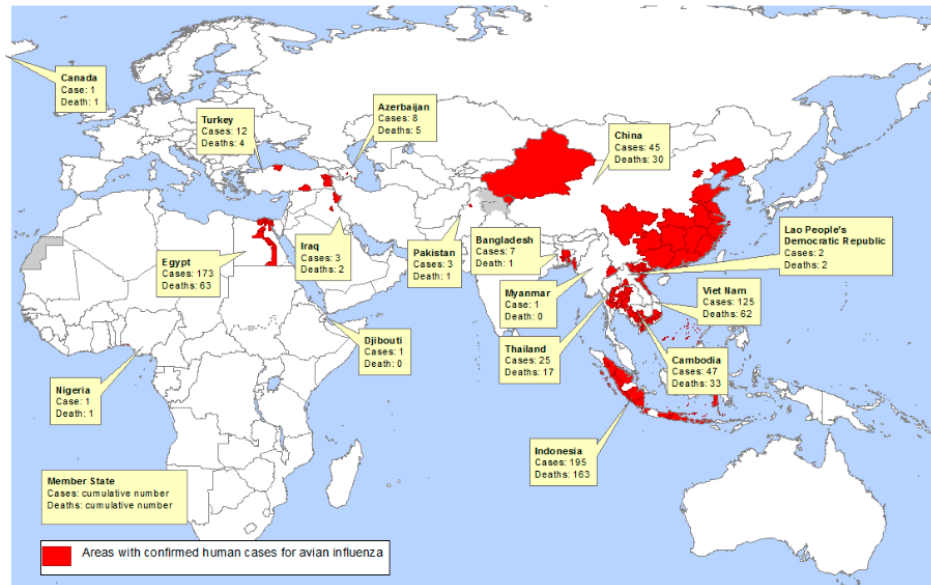 Canada
Case: 1
Death: 1
Turkey
Cases: 12
Deaths: 4
Azerbaijan
Cases: 8
Deaths: 5
China
Cases: 45
Deaths: 30
Egypt
Cases: 173
Deaths: 63
Iraq
Cases: 3
Deaths: 2
Pakistan
Cases: 3
Death: 1
Bangladesh
Cases: 7
Death: 1
Lao People's
Democratic Republic
Cases: 2
Deaths: 2
Myanmar
Case: 1
Death: 0
Viet Nam
Cases: 125
Deaths: 62
Djibouti
Cases: 1
Death: 0
Thailand
Cases: 25
Deaths: 17
Cambodia
Cases: 47
Deaths: 33
Nigeria
Case: 1
Death: 1
Indonesia
Cases: 195
Deaths: 163
Member State
Cases: cumulative number
Deaths: cumulative number
Areas with confirmed human cases for avian influenza